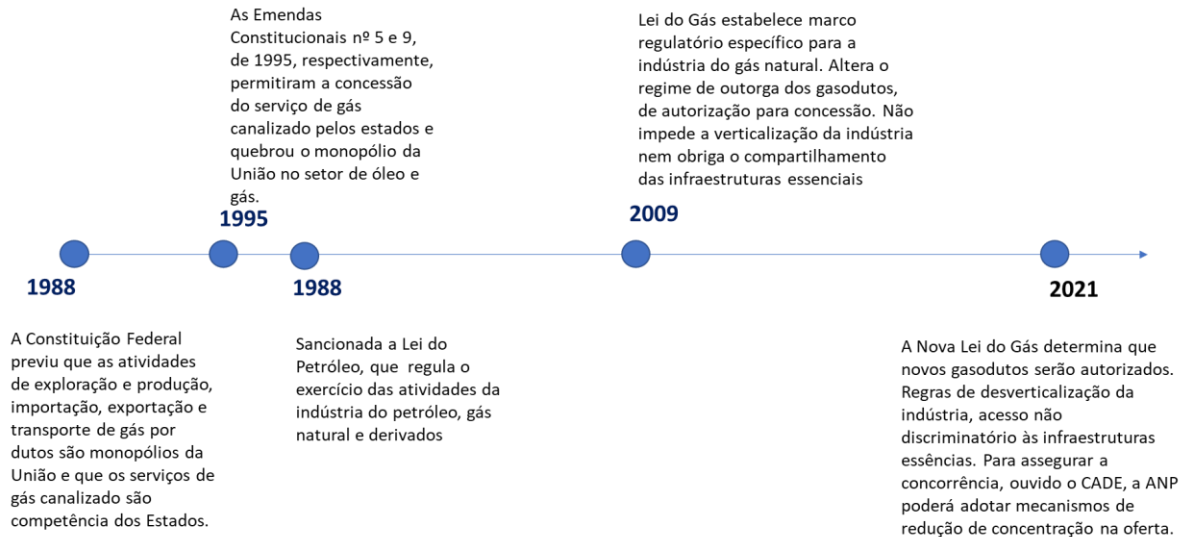 As Emendas
Constitucionais nº 5 e 9,
de 1995, respectivamente,
permitiram a concessão
do serviço de gás
canalizado pelos estados e
quebrou o monopólio da
União no setor de óleo e
gás.
1995
Lei do Gás estabelece marco
regulatório específico para a
indústria do gás natural. Altera o
regime de outorga dos gasodutos,
de autorização para concessão. Não
impede a verticalização da indústria
nem obriga o compartilhamento
das infraestruturas essenciais
2009
1988
A Constituição Federal
previu que as atividades
de exploração e produção,
importação, exportação e
transporte de gás por
dutos são monopólios da
União e que os serviços de
gás canalizado são
competência dos Estados.
1988
Sancionada a Lei do
Petróleo, que regula o
exercício das atividades da
indústria do petróleo, gás
natural e derivados
2021
A Nova Lei do Gás determina que
novos gasodutos serão autorizados.
Regras de desverticalização da
indústria, acesso não
discriminatório às infraestruturas
essências. Para assegurar a
concorrência, ouvido o CADE, a ANP
poderá adotar mecanismos de
redução de concentração na oferta.